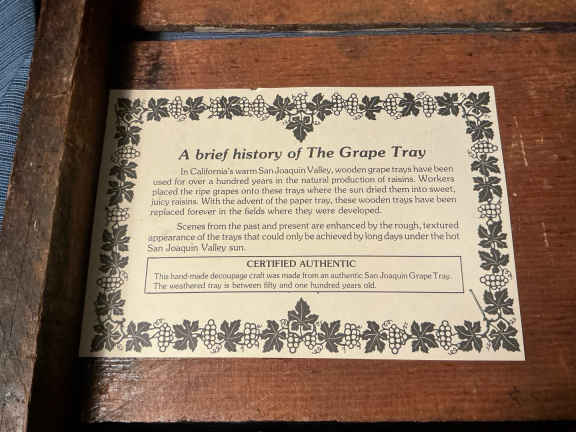 A brief history of The Grape Tray
In California's warm San Joaquin Valley, wooden grape trays have been
used for over a hundred years in the natural production of raisins. Workers
placed the ripe grapes onto these trays where the sun dried them into sweet,
juicy raisins. With the advent of the paper tray, these wooden trays have been
replaced forever in the fields where they were developed.
Scenes from the past and present are enhanced by the rough, textured
appearance of the trays that could only be achieved by long days under the hot
San Joaquin Valley sun.
CERTIFIED AUTHENTIC
This hand-made decoupage craft was made from an authentic San Joaquin Grape Tray.
The weathered tray is between fifty and one hundred years old.